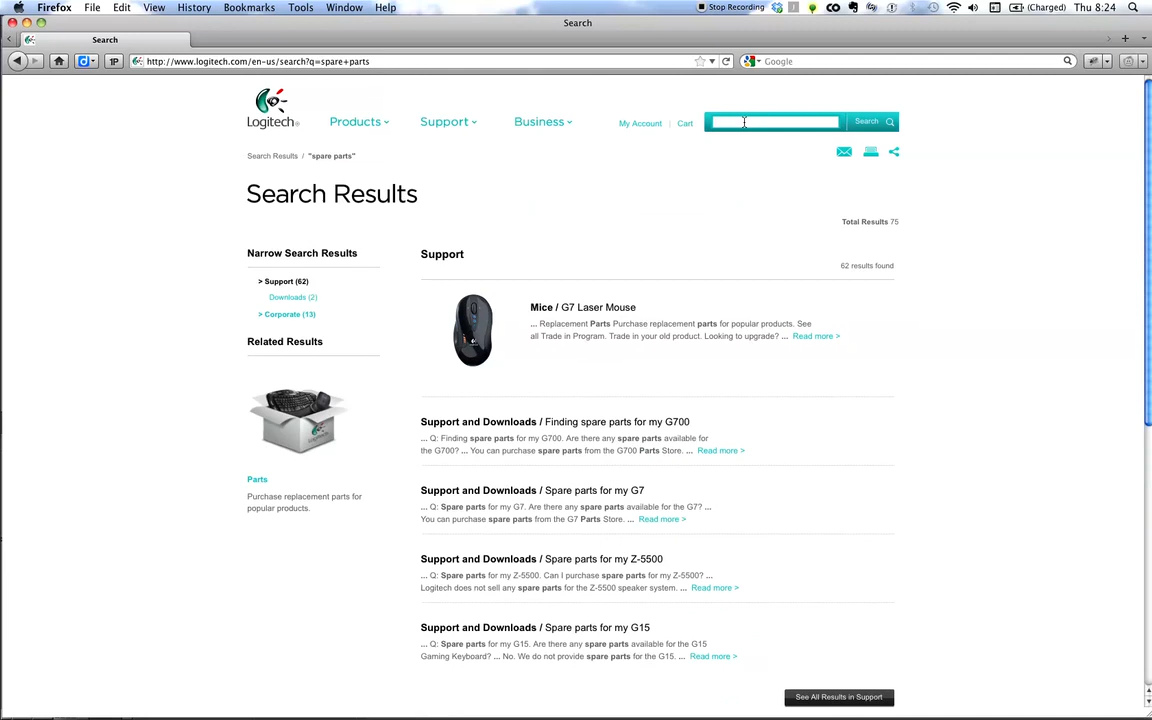 Firefox File Edit View History Bookmarks Tools Window Help Stop Recording (Charged) Thu 8:24
Search
Search
http://www.logitech.com/en-us/search?q=spare+parts Google
Logitech Products Support Business My Account | Cart Search
Search Results / "spare parts"
Search Results
Total Results 75
Narrow Search Results
> Support (62)
Downloads (2)
> Corporate (13)
Related Results
Logitech
Parts
Purchase replacement parts for
popular products.
Support
62 results found
Mice / G7 Laser Mouse
... Replacement Parts Purchase replacement parts for popular products. See
all Trade in Program. Trade in your old product. Looking to upgrade? ... Read more >
Support and Downloads / Finding spare parts for my G700
... Q: Finding spare parts for my G700. Are there any spare parts available for
the G700? ... You can purchase spare parts from the G700 Parts Store. ... Read more >
Support and Downloads / Spare parts for my G7
... Q: Spare parts for my G7. Are there any spare parts available for the G7? ...
You can purchase spare parts from the G7 Parts Store. ... Read more >
Support and Downloads / Spare parts for my Z-5500
... Q: Spare parts for my Z-5500. Can I purchase spare parts for my Z-5500? ...
Logitech does not sell any spare parts for the Z-5500 speaker system. ... Read more >
Support and Downloads / Spare parts for my G15
... Q: Spare parts for my G15. Are there any spare parts available for the G15
Gaming Keyboard? ... No. We do not provide spare parts for the G15. ... Read more >
See All Results in Support